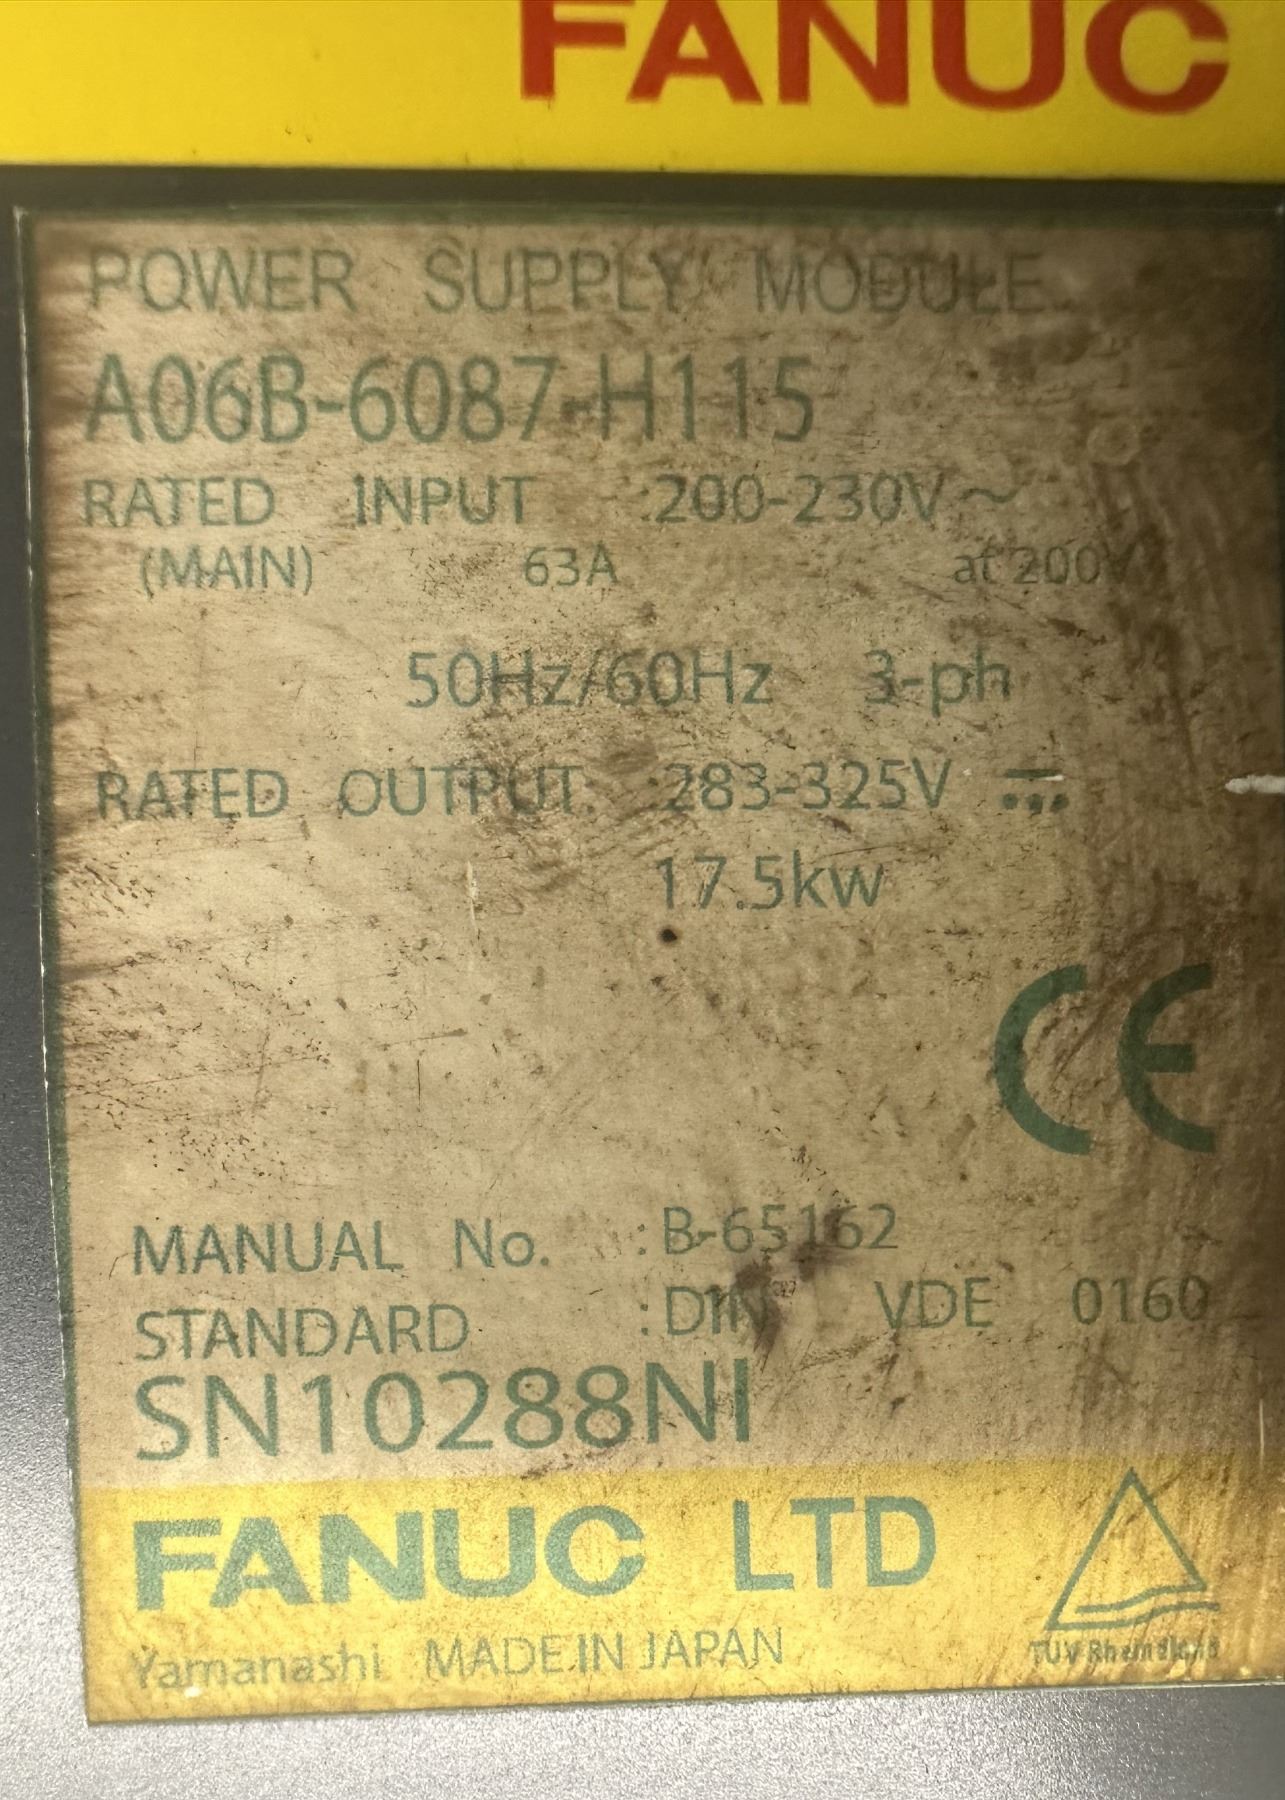 FANUC
POWER SUPPLY MODULE
A06B-6087-H115
RATED INPUT :200-230V~
(MAIN) 63A at 200V
50Hz/60Hz 3-ph
RATED OUTPUT: 283-325V ⎓
17.5kw
CE
MANUAL No. :B-65162
STANDARD :DIN VDE 0160
SN10288NI
FANUC LTD
Yamanashi MADE IN JAPAN
TUV Rheinland